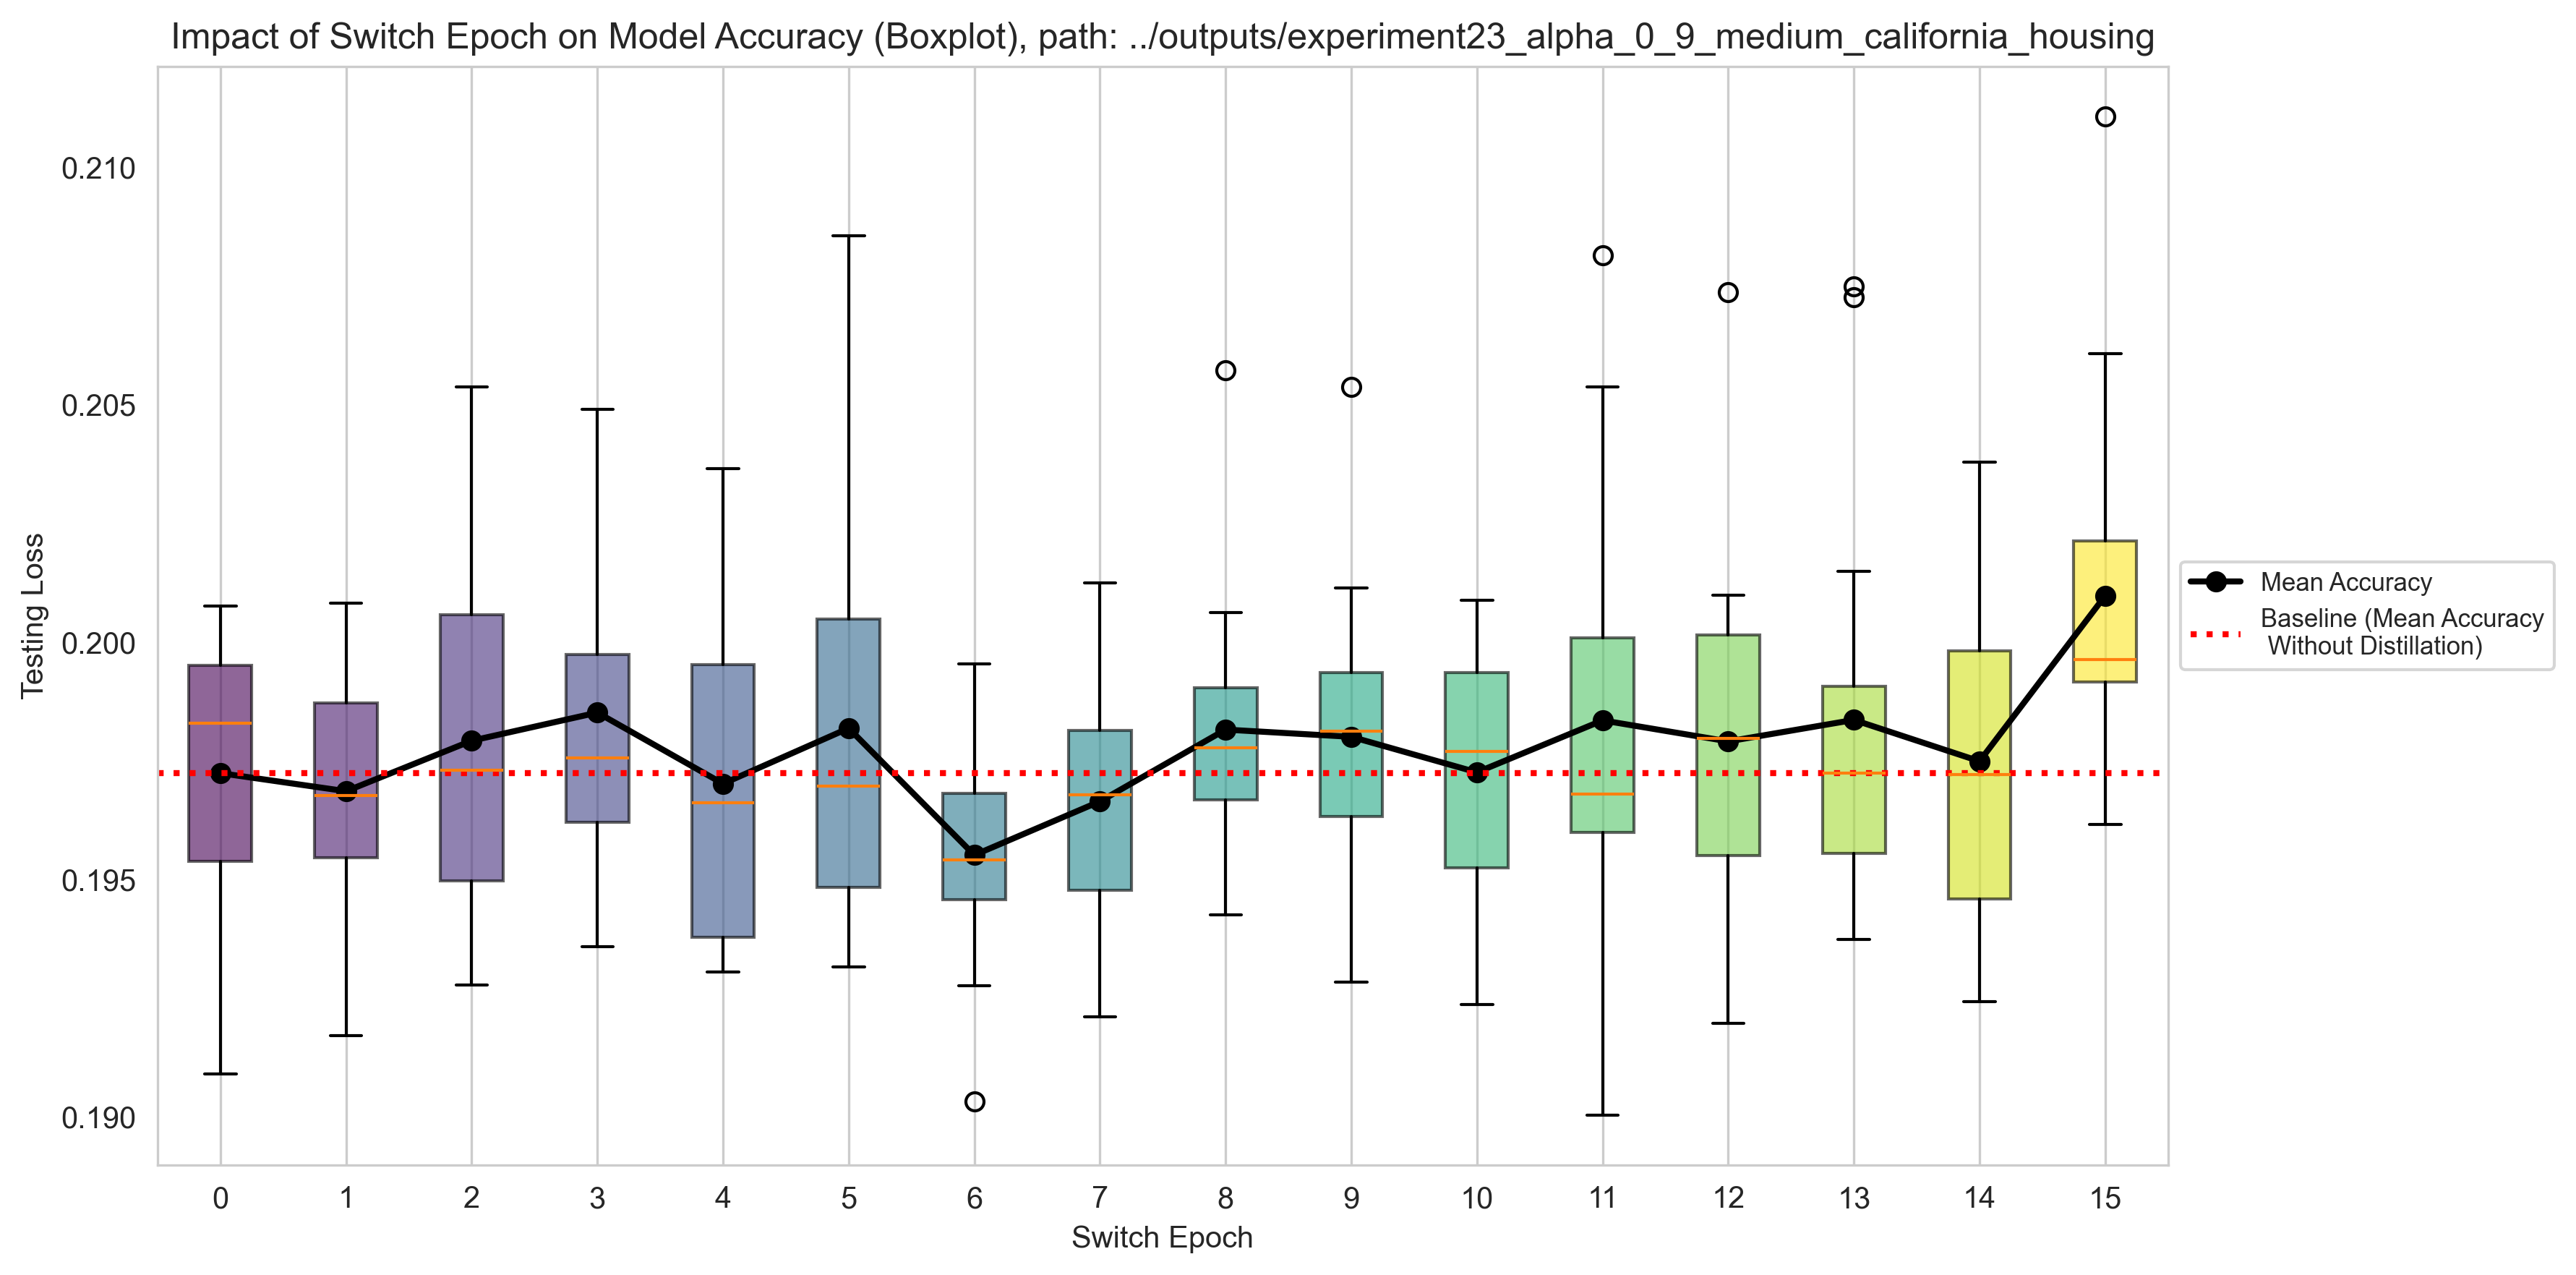 Impact of Switch Epoch on Model Accuracy (Boxplot), path: ../outputs/experiment23_alpha_0_9_medium_california_housing
0.210
0.205
0.200
0.195
0.190
Testing Loss
0 1 2 3 4 5 6 7 8 9 10 11 12 13 14 15
Switch Epoch
Mean Accuracy
Baseline (Mean Accuracy
Without Distillation)